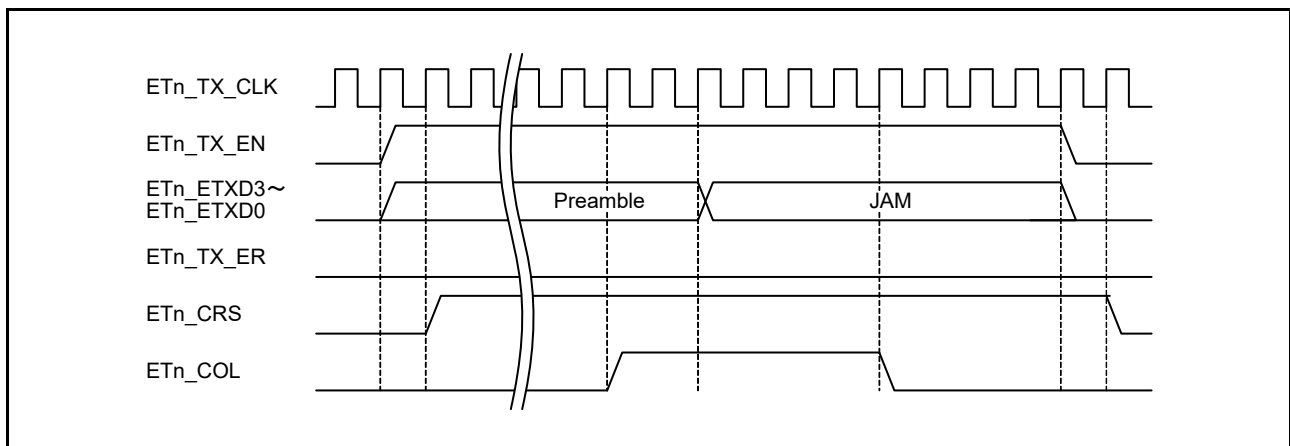 ETn_TX_CLK
ETn_TX_EN
ETn_ETXD3～
ETn_ETXD0
Preamble
JAM
ETn_TX_ER
ETn_CRS
ETn_COL